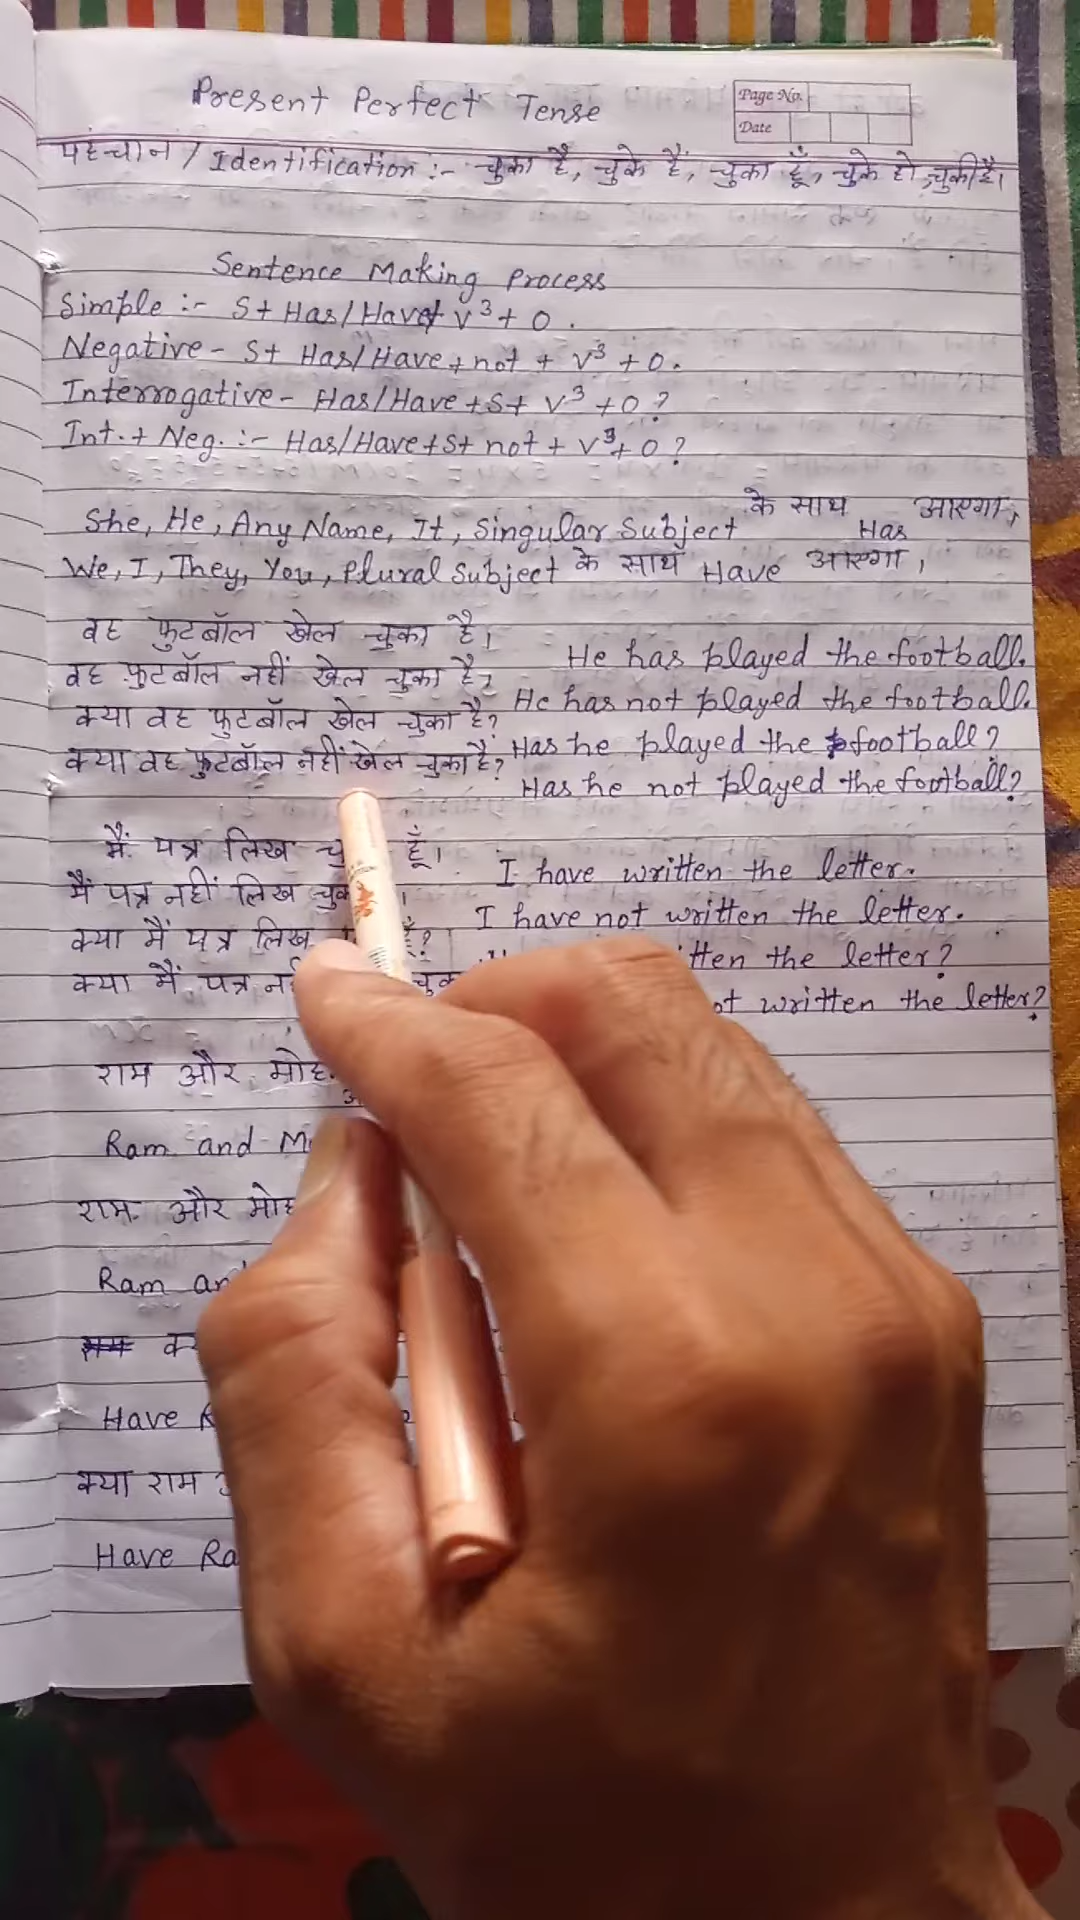 Present Perfect Tense
Page No.
Date
पहचान / Identification :- चुका है, चुके हैं, चुका हूँ, चुके हो, चुकी है।
Sentence Making Process
Simple :- S+ Has/Have+ V³ + O.
Negative - S+ Has/Have + not + V³ + O.
Interrogative - Has/Have + S + V³ + O?
Int. + Neg. :- Has/Have + S + not + V³ + O?
She, He, Any Name, It, Singular Subject के साथ Has आएगा,
We, I, They, You, Plural Subject के साथ Have आएगा,
वह फुटबॉल खेल चुका है। He has played the football.
वह फुटबॉल नहीं खेल चुका है, He has not played the football.
क्या वह फुटबॉल खेल चुका है? Has he played the football?
क्या वह फुटबॉल नहीं खेल चुका है? Has he not played the football?
मैं पत्र लिख हूँ। I have written the letter.
मैं पत्र नहीं लिख I have not written the letter.
क्या मैं पत्र लिख the letter?
क्या मैं पत्र written the letter?
राम और
Ram and
राम और
Ram
Have
क्या राम
Have